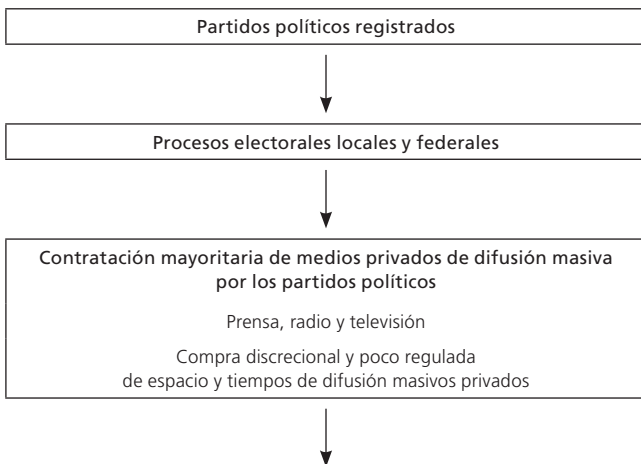 Partidos políticos registrados
Procesos electorales locales y federales
Contratación mayoritaria de medios privados de difusión masiva
por los partidos políticos
Prensa, radio y televisión
Compra discrecional y poco regulada
de espacio y tiempos de difusión masivos privados